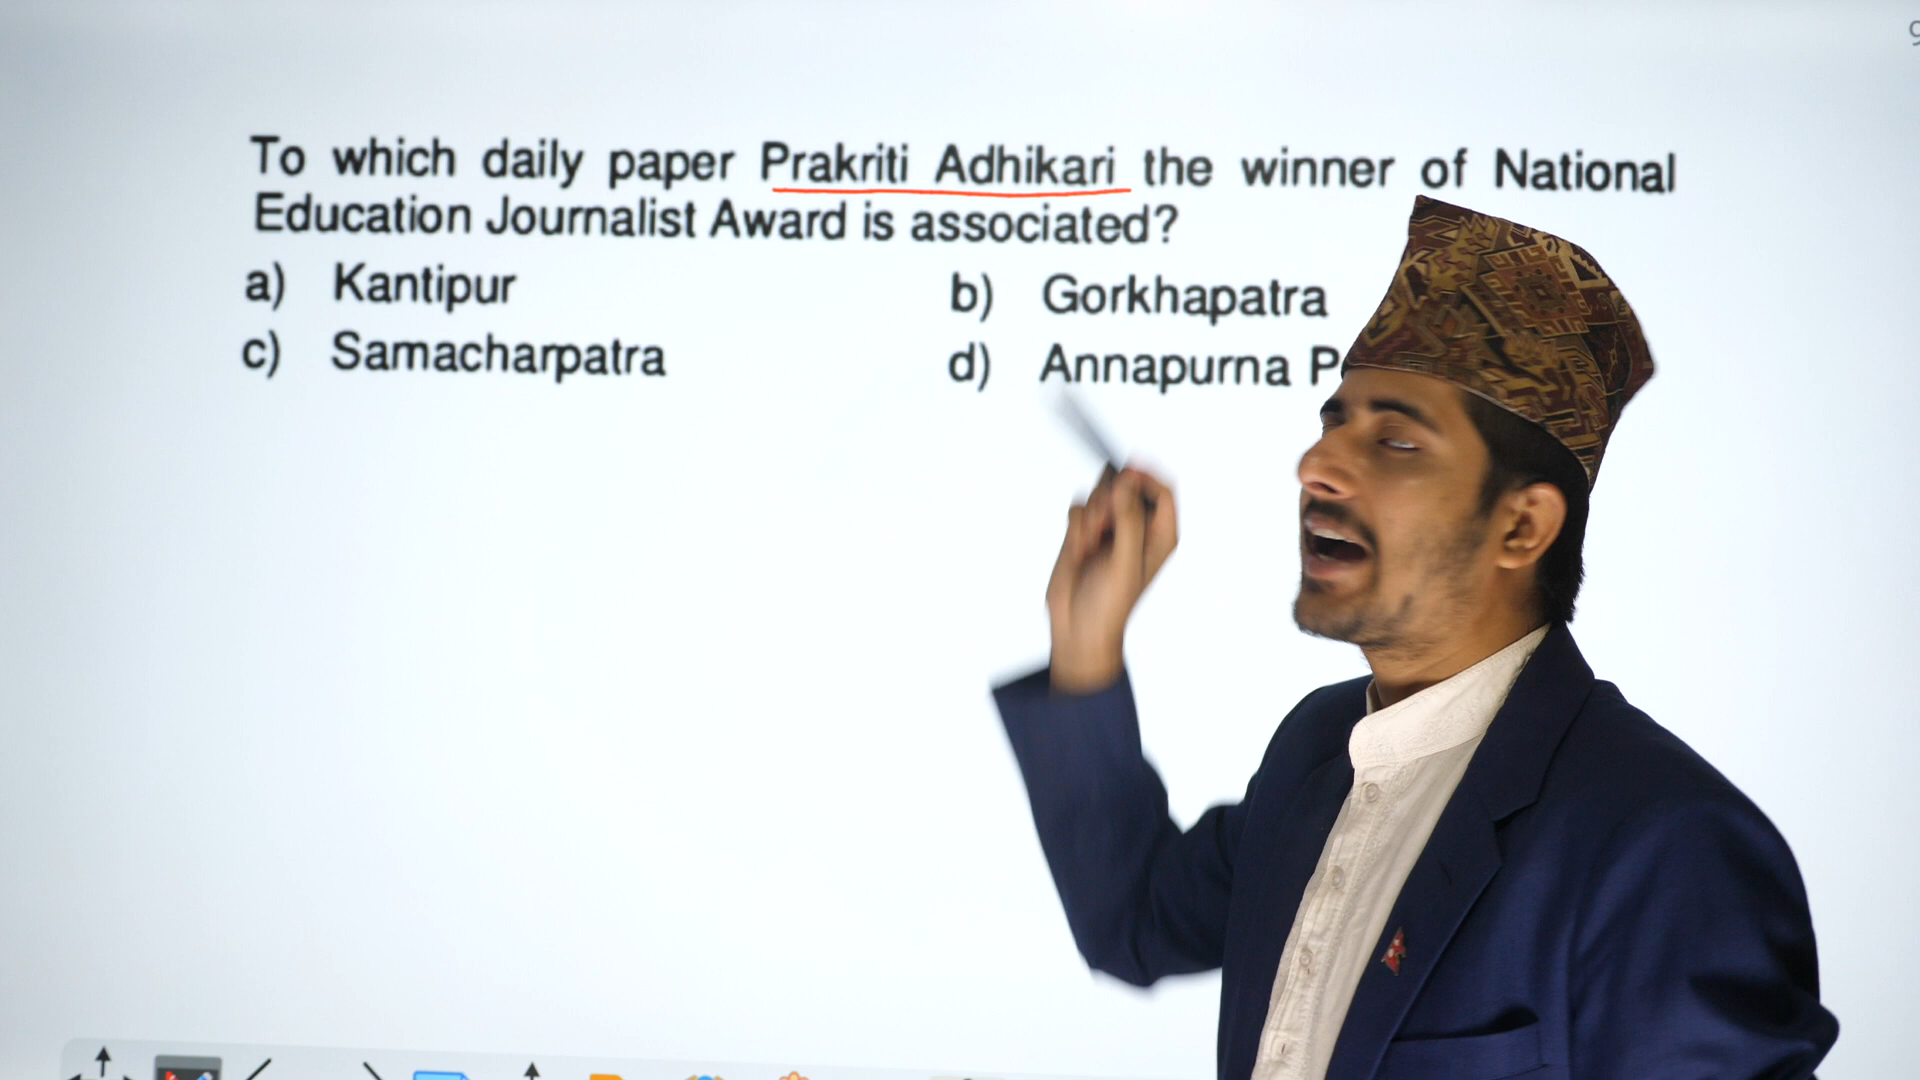 To which daily paper Prakriti Adhikari the winner of National
Education Journalist Award is associated?
a) Kantipur b) Gorkhapatra
c) Samacharpatra d) Annapurna P